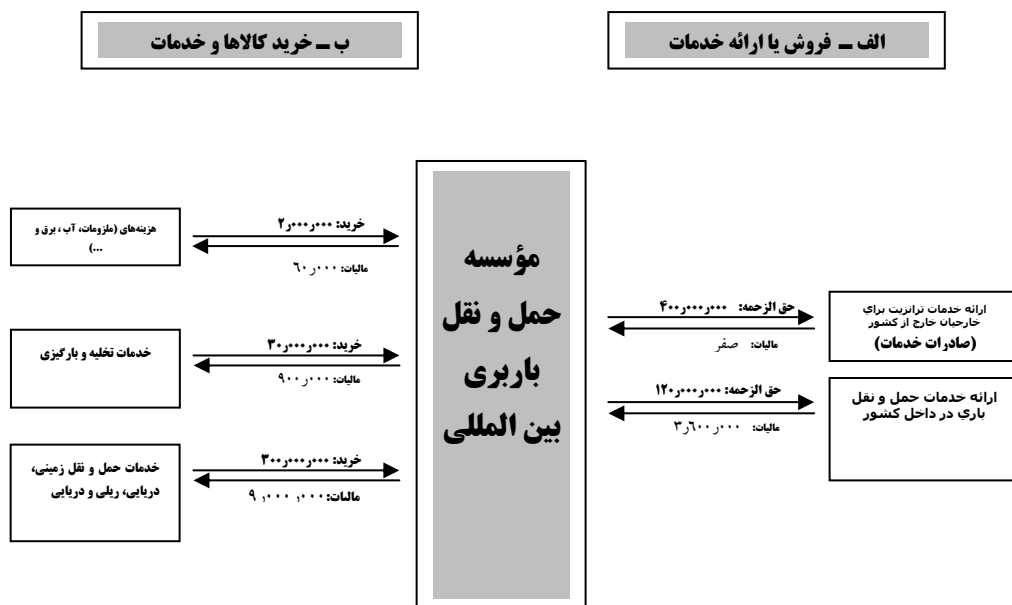 الف ـ فروش یا ارائه خدمات
ب ـ خرید کالاها و خدمات
مؤسسه
حمل و نقل
باربری
بین المللی
حق الزحمه: ۴۰۰٫۰۰۰٫۰۰۰
مالیات: صفر
ارائه خدمات ترانزیت براي
خارجیان خارج از کشور
(صادرات خدمات)
حق الزحمه: ۱۲۰٫۰۰۰٫۰۰۰
مالیات: ۳٫۶۰۰٫۰۰۰
ارائه خدمات حمل و نقل
باري در داخل کشور
خرید: ۲٫۰۰۰٫۰۰۰
مالیات: ۶۰٫۰۰۰
هزینه‌های (ملزومات، آب ، برق و
...)
خرید: ۳۰٫۰۰۰٫۰۰۰
مالیات: ۹۰۰٫۰۰۰
خدمات تخلیه و بارگیزی
خرید: ۳۰۰٫۰۰۰٫۰۰۰
مالیات: ۹٫۰۰۰٫۰۰۰
خدمات حمل و نقل زمینی،
دریایی، ریلی و دریایی